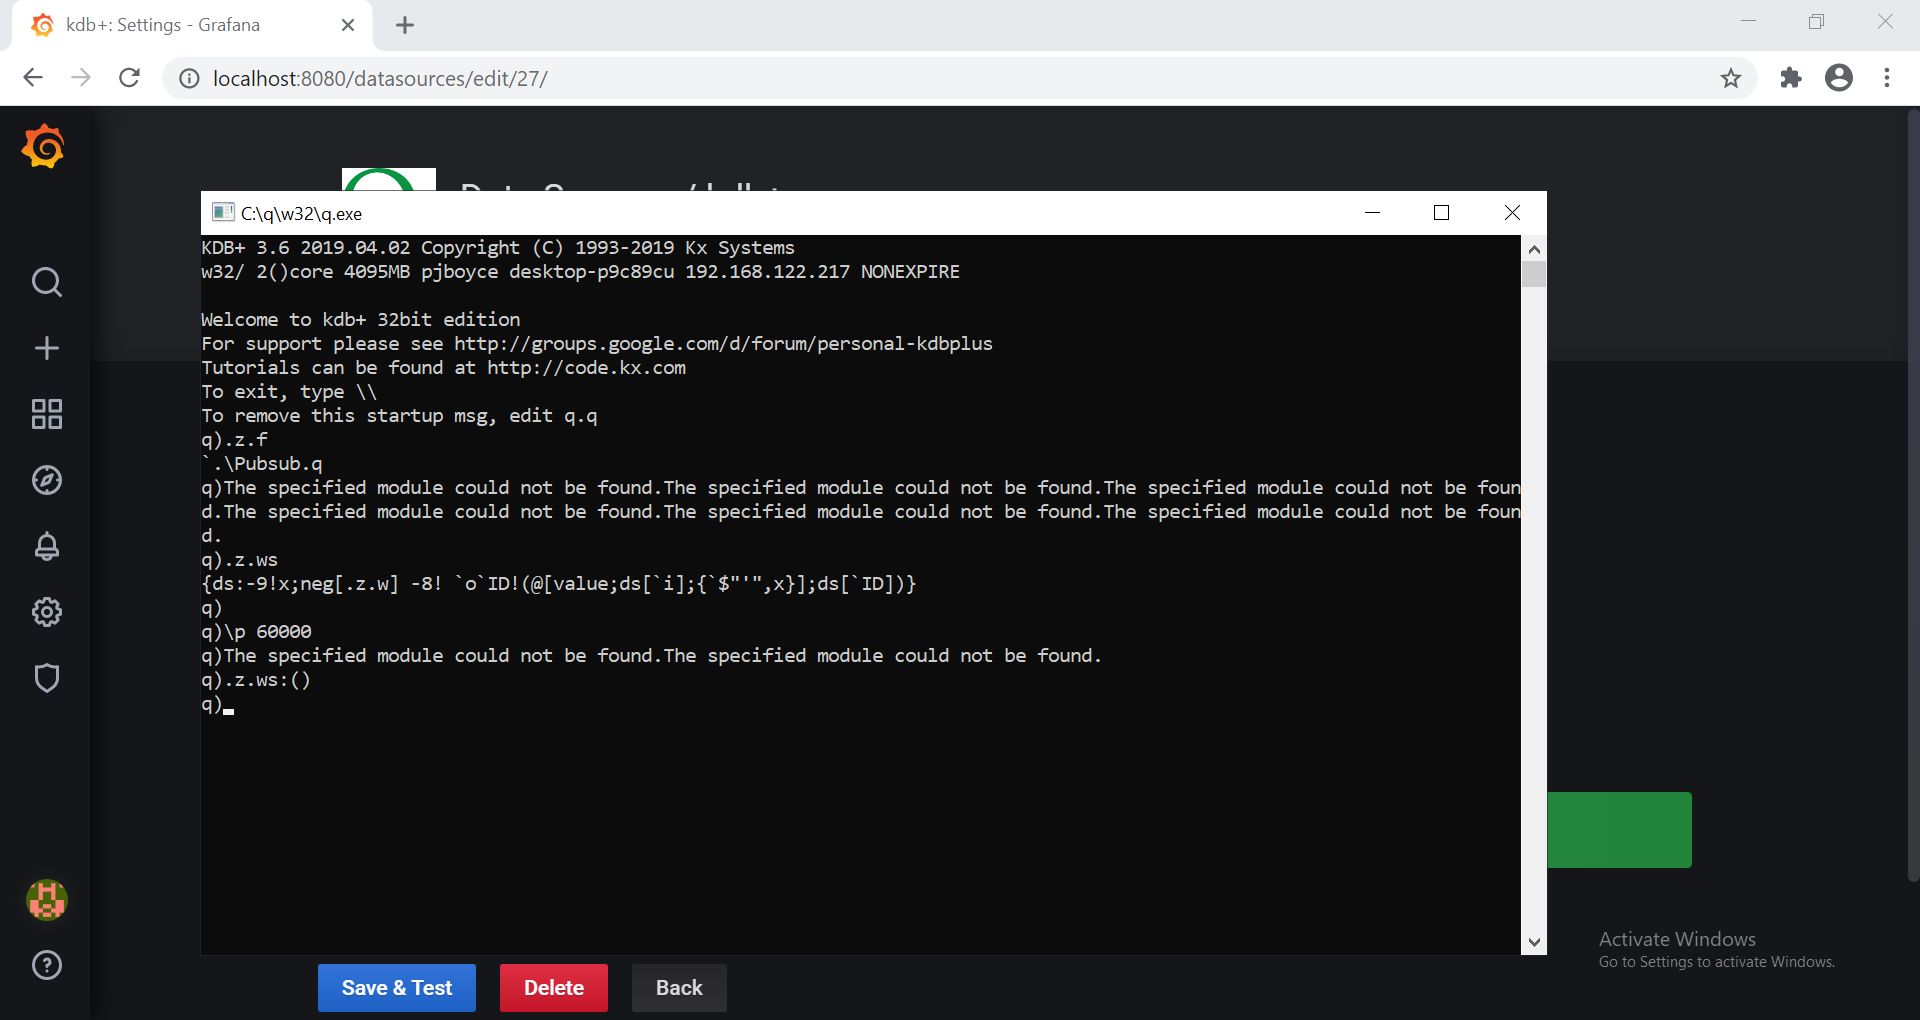 kdb+: Settings - Grafana
localhost:8080/datasources/edit/27/
C:\q\w32\q.exe
KDB+ 3.6 2019.04.02 Copyright (C) 1993-2019 Kx Systems
w32/ 2()core 4095MB pjboyce desktop-p9c89cu 192.168.122.217 NONEXPIRE
Welcome to kdb+ 32bit edition
For support please see http://groups.google.com/d/forum/personal-kdbplus
Tutorials can be found at http://code.kx.com
To exit, type \\
To remove this startup msg, edit q.q
q).z.f
`.\Pubsub.q
q)The specified module could not be found.The specified module could not be found.The specified module could not be foun
d.The specified module could not be found.The specified module could not be found.The specified module could not be foun
d.
q).z.ws
{ds:-9!x;neg[.z.w] -8! `o`ID!(@[value;ds[`i];{`$"'",x}];ds[`ID])}
q)
q)\p 60000
q)The specified module could not be found.The specified module could not be found.
q).z.ws:()
q)
Activate Windows
Go to Settings to activate Windows.
Save & Test
Delete
Back